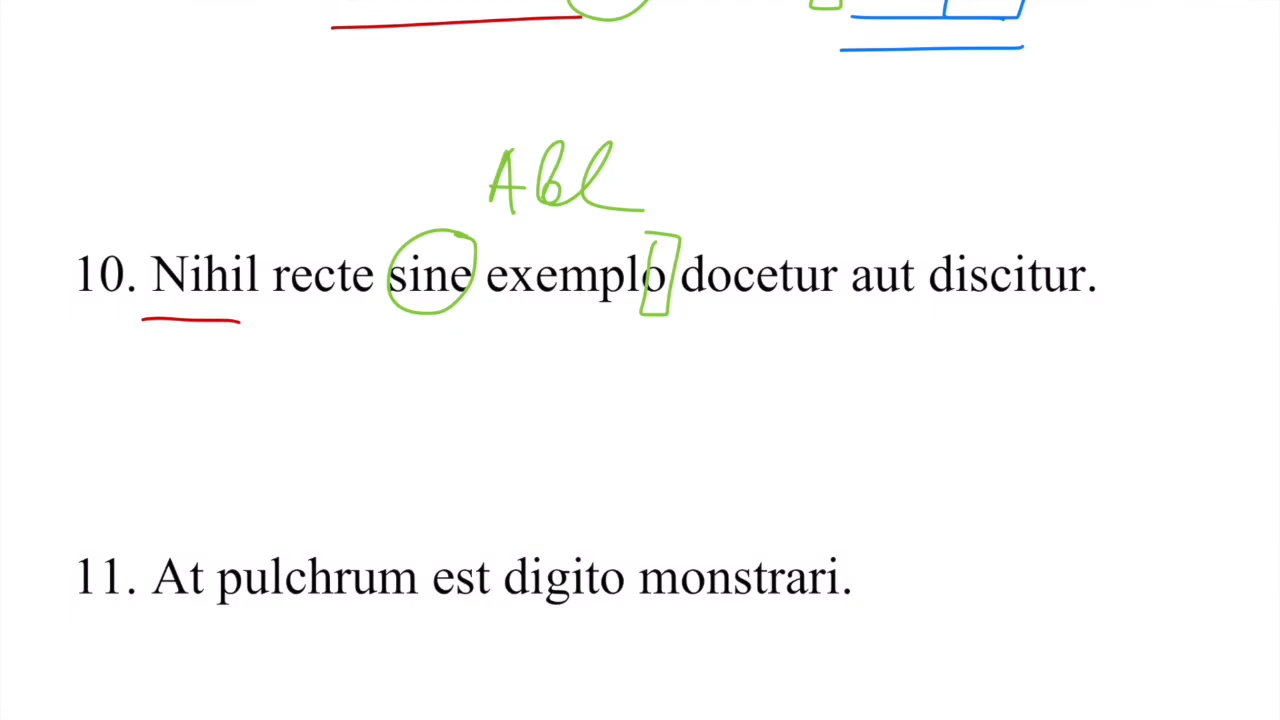 Abl
10. Nihil recte sine exemplo docetur aut discitur.
11. At pulchrum est digito monstrari.